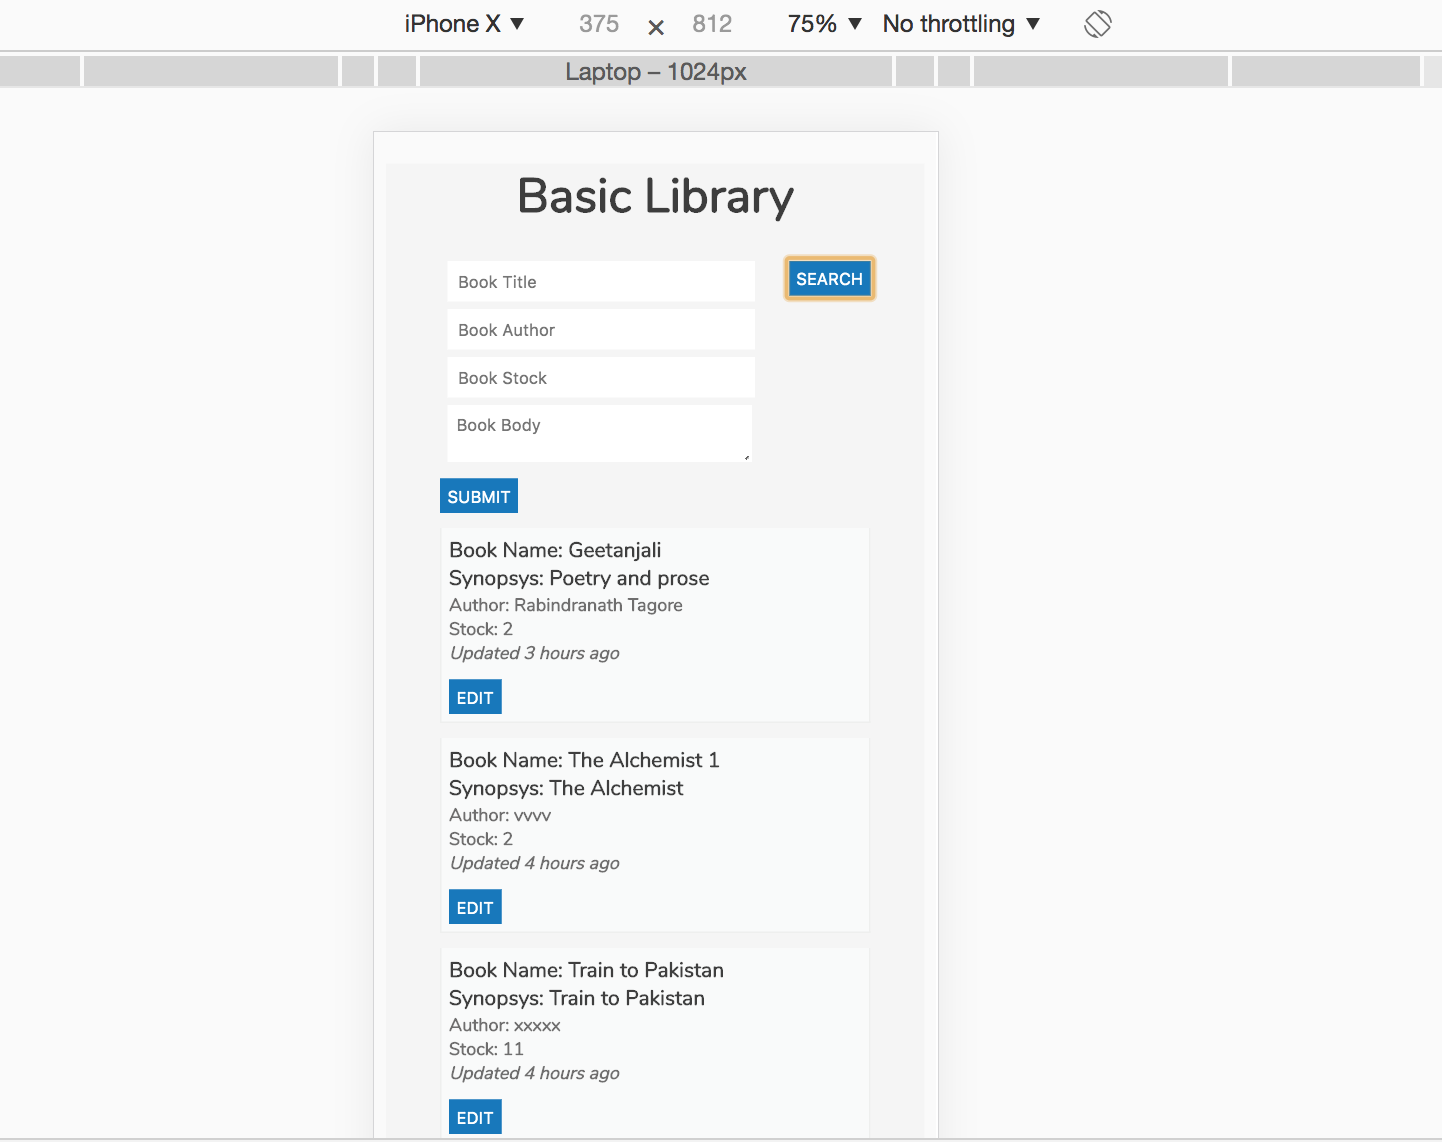 iPhone X ▼ 375 × 812 75% ▼ No throttling ▼
Laptop – 1024px
Basic Library
Book Title
SEARCH
Book Author
Book Stock
Book Body
SUBMIT
Book Name: Geetanjali
Synopsys: Poetry and prose
Author: Rabindranath Tagore
Stock: 2
Updated 3 hours ago
EDIT
Book Name: The Alchemist 1
Synopsys: The Alchemist
Author: vvvv
Stock: 2
Updated 4 hours ago
EDIT
Book Name: Train to Pakistan
Synopsys: Train to Pakistan
Author: xxxxx
Stock: 11
Updated 4 hours ago
EDIT